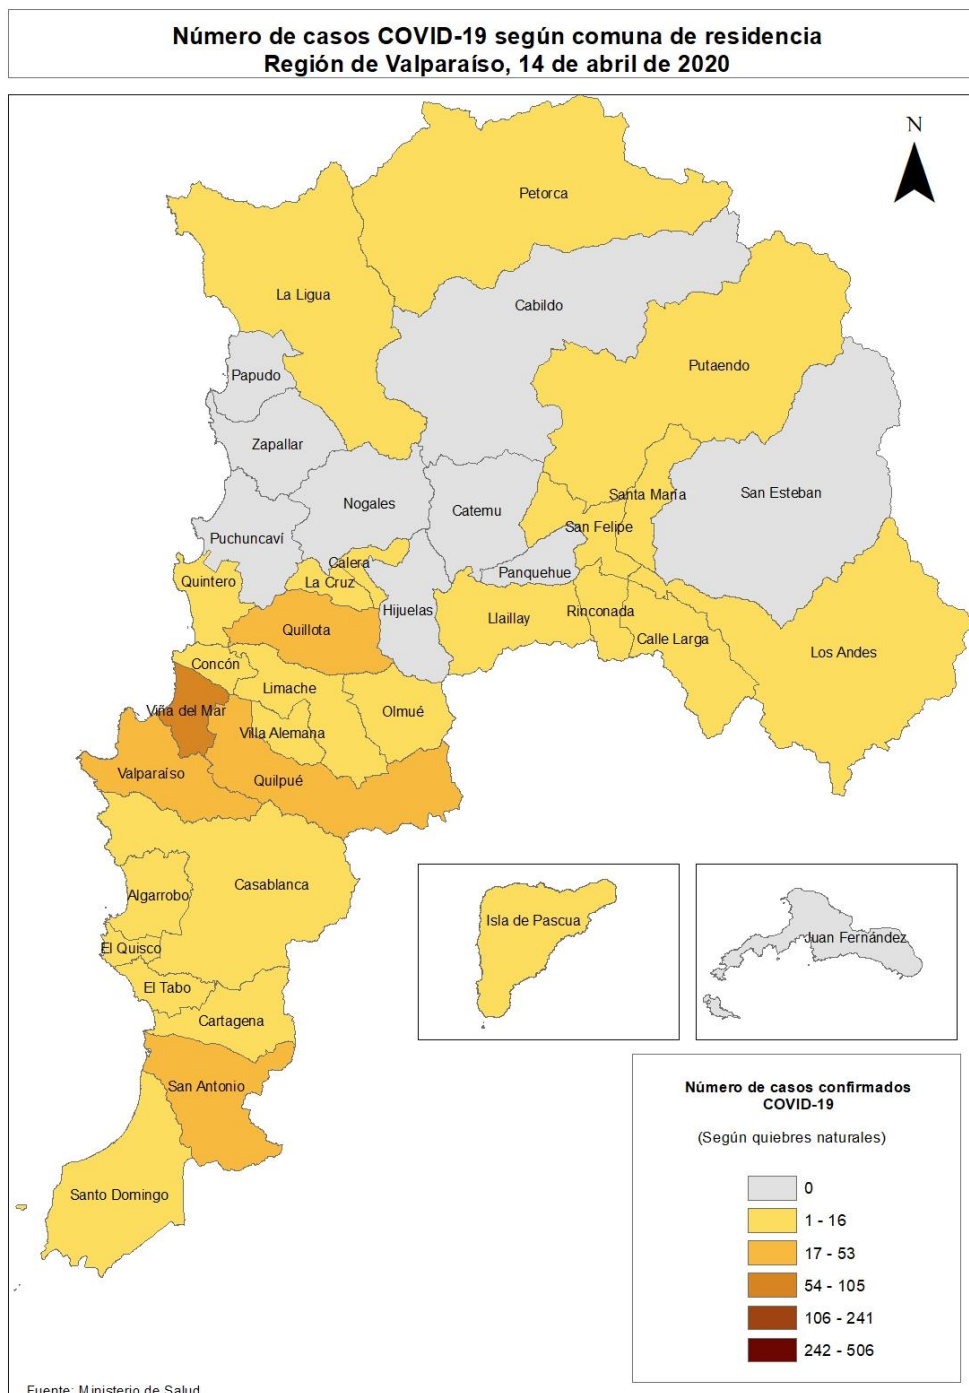 Número de casos COVID-19 según comuna de residencia
Región de Valparaíso, 14 de abril de 2020
N
Petorca
La Ligua
Cabildo
Putaendo
Papudo
Zapallar
Nogales
Catemu
Santa María
San Esteban
San Felipe
Puchuncaví
Calera
Panquehue
Quintero
La Cruz
Hijuelas
Llaillay
Rinconada
Quillota
Calle Larga
Los Andes
Concón
Limache
Olmué
Viña del Mar
Villa Alemana
Valparaíso
Quilpué
Casablanca
Algarrobo
Isla de Pascua
Juan Fernández
El Quisco
El Tabo
Cartagena
San Antonio
Santo Domingo
Número de casos confirmados
COVID-19
(Según quiebres naturales)
0
1 - 16
17 - 53
54 - 105
106 - 241
242 - 506
Fuente: Ministerio de Salud